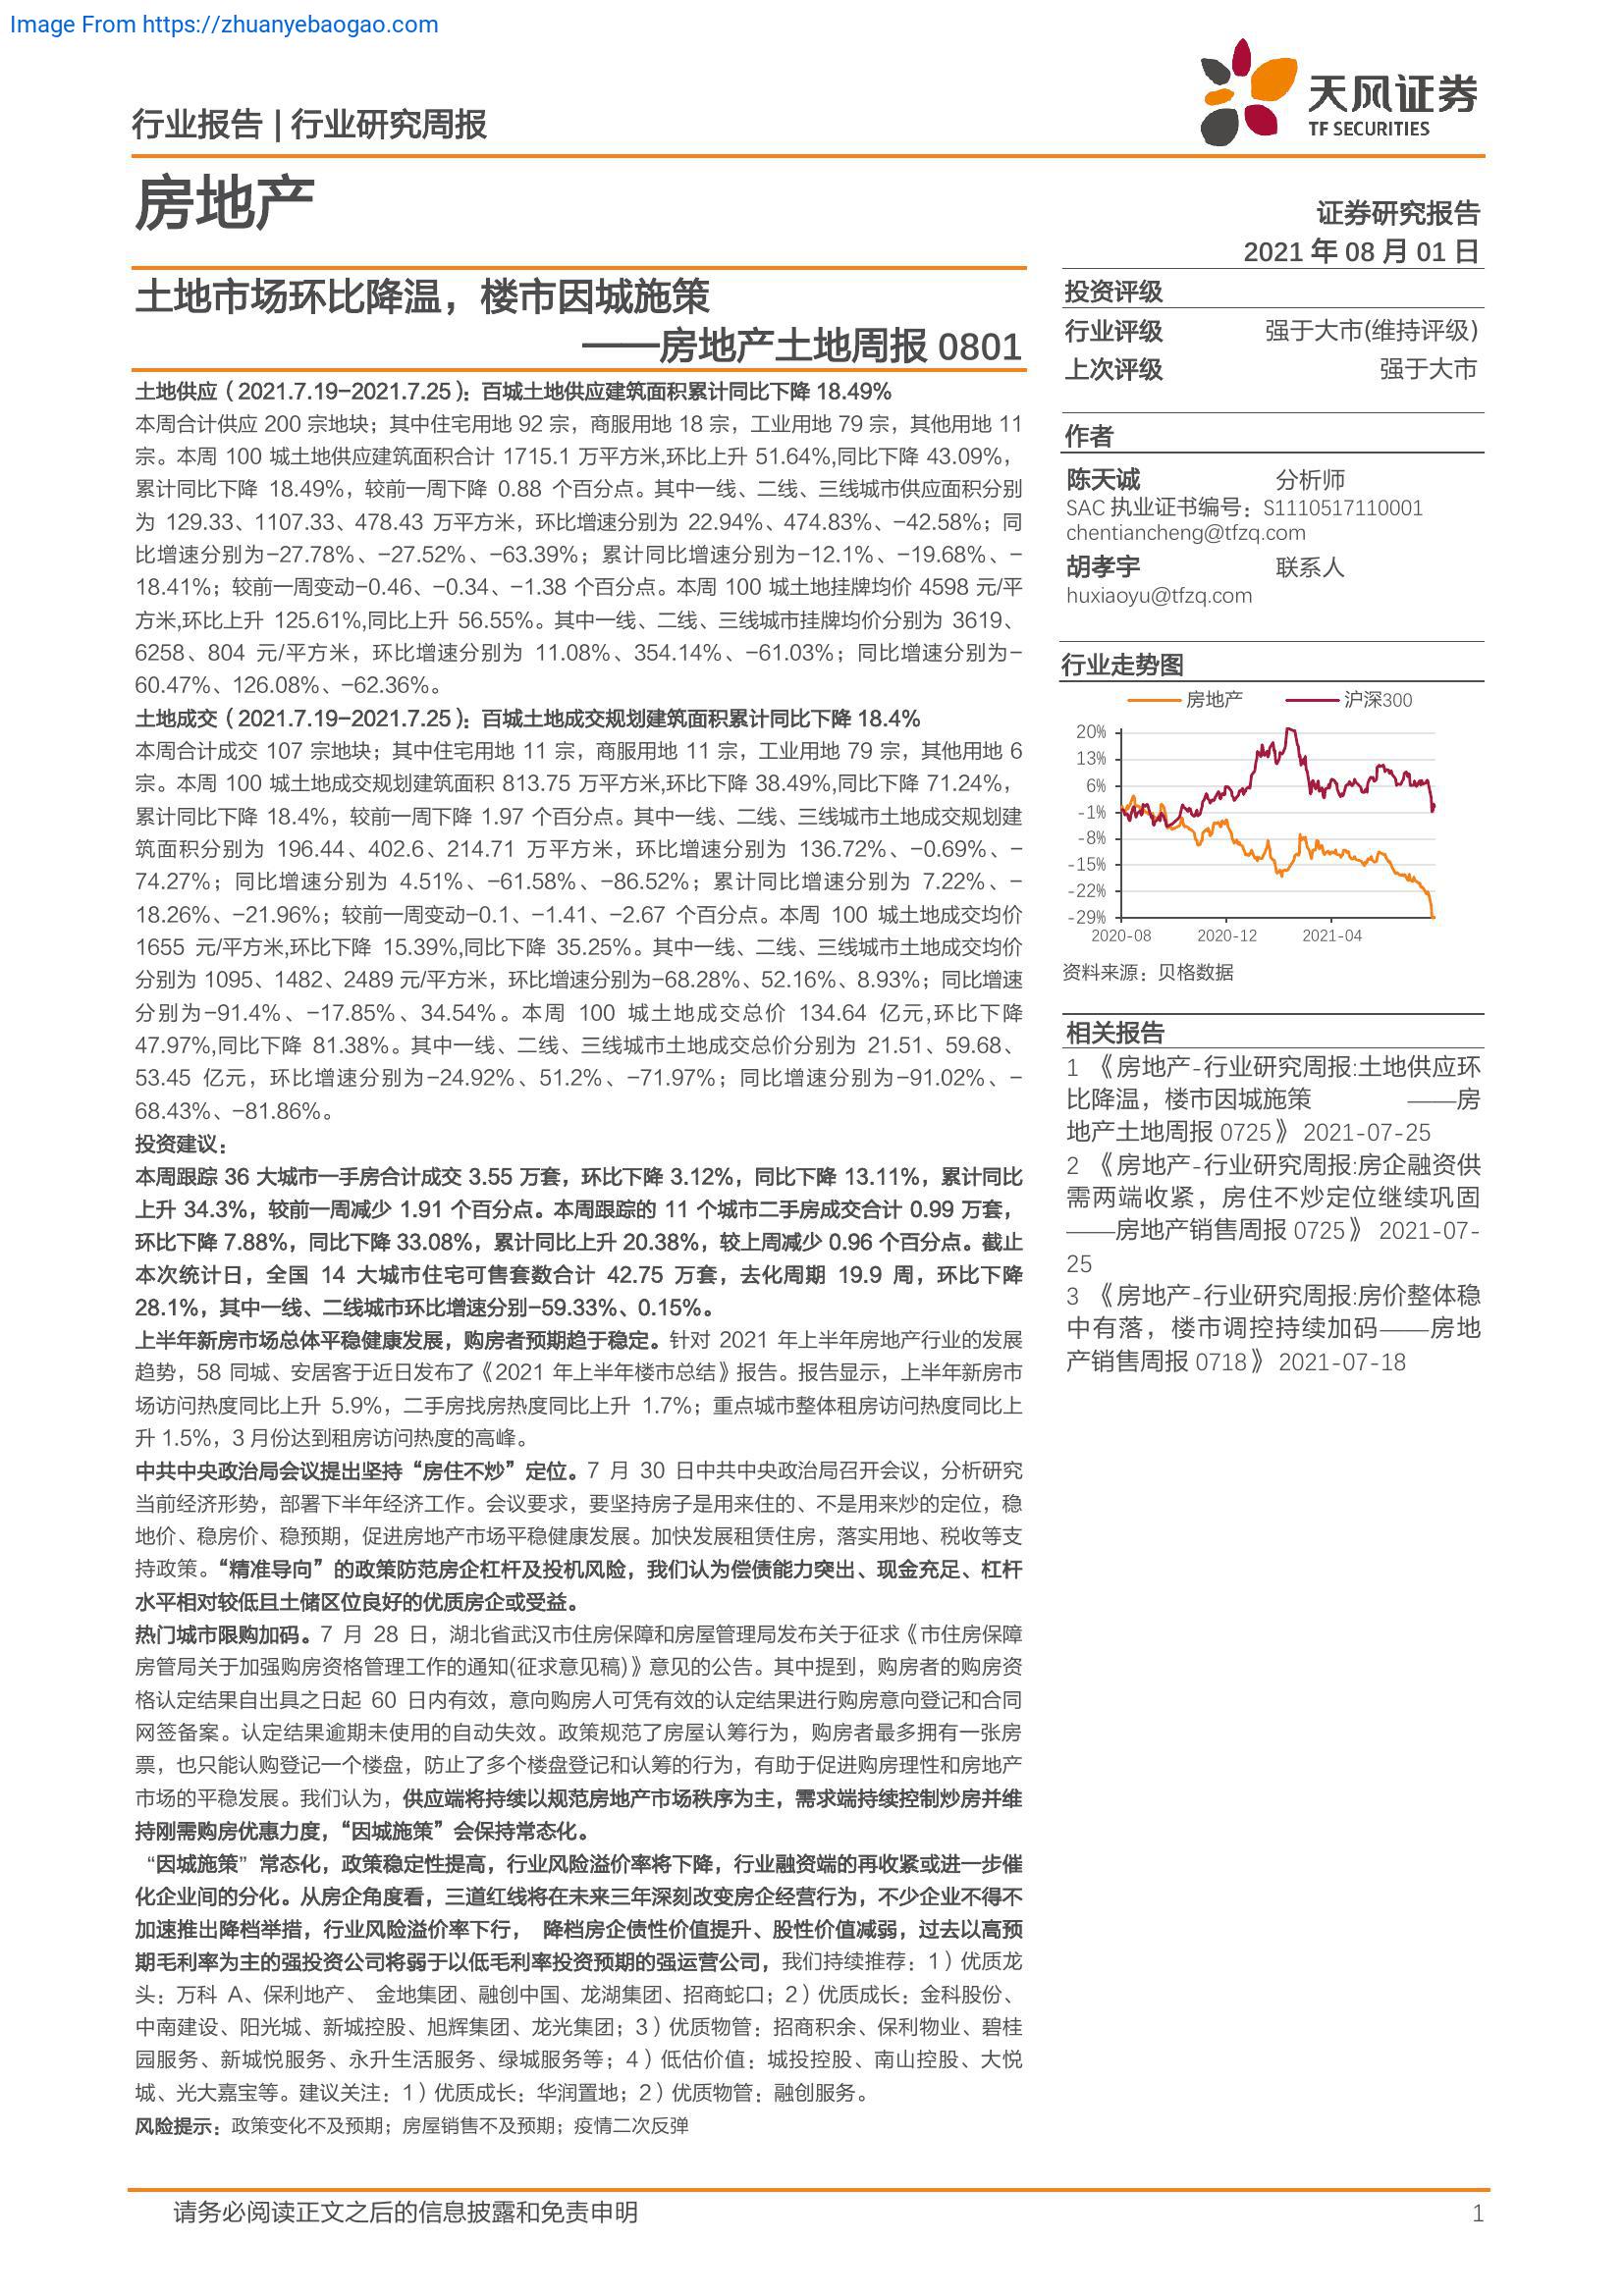 Image From https://zhuanyebaogao.com
天风证券
TF SECURITIES
行业报告 | 行业研究周报
房地产
证券研究报告
2021 年 08 月 01 日
土地市场环比降温，楼市因城施策
——房地产土地周报 0801
土地供应（2021.7.19-2021.7.25）：百城土地供应建筑面积累计同比下降 18.49%
本周合计供应 200 宗地块；其中住宅用地 92 宗，商服用地 18 宗，工业用地 79 宗，其他用地 11
宗。本周 100 城土地供应建筑面积合计 1715.1 万平方米,环比上升 51.64%,同比下降 43.09%，
累计同比下降 18.49%，较前一周下降 0.88 个百分点。其中一线、二线、三线城市供应面积分别
为 129.33、1107.33、478.43 万平方米，环比增速分别为 22.94%、474.83%、-42.58%；同
比增速分别为-27.78%、-27.52%、-63.39%；累计同比增速分别为-12.1%、-19.68%、-
18.41%；较前一周变动-0.46、-0.34、-1.38 个百分点。本周 100 城土地挂牌均价 4598 元/平
方米,环比上升 125.61%,同比上升 56.55%。其中一线、二线、三线城市挂牌均价分别为 3619、
6258、804 元/平方米，环比增速分别为 11.08%、354.14%、-61.03%；同比增速分别为-
60.47%、126.08%、-62.36%。
土地成交（2021.7.19-2021.7.25）：百城土地成交规划建筑面积累计同比下降 18.4%
本周合计成交 107 宗地块；其中住宅用地 11 宗，商服用地 11 宗，工业用地 79 宗，其他用地 6
宗。本周 100 城土地成交规划建筑面积 813.75 万平方米,环比下降 38.49%,同比下降 71.24%，
累计同比下降 18.4%，较前一周下降 1.97 个百分点。其中一线、二线、三线城市土地成交规划建
筑面积分别为 196.44、402.6、214.71 万平方米，环比增速分别为 136.72%、-0.69%、-
74.27%；同比增速分别为 4.51%、-61.58%、-86.52%；累计同比增速分别为 7.22%、-
18.26%、-21.96%；较前一周变动-0.1、-1.41、-2.67 个百分点。本周 100 城土地成交均价
1655 元/平方米,环比下降 15.39%,同比下降 35.25%。其中一线、二线、三线城市土地成交均价
分别为 1095、1482、2489 元/平方米，环比增速分别为-68.28%、52.16%、8.93%；同比增速
分别为-91.4%、-17.85%、34.54%。本周 100 城土地成交总价 134.64 亿元,环比下降
47.97%,同比下降 81.38%。其中一线、二线、三线城市土地成交总价分别为 21.51、59.68、
53.45 亿元，环比增速分别为-24.92%、51.2%、-71.97%；同比增速分别为-91.02%、-
68.43%、-81.86%。
投资建议：
本周跟踪 36 大城市一手房合计成交 3.55 万套，环比下降 3.12%，同比下降 13.11%，累计同比
上升 34.3%，较前一周减少 1.91 个百分点。本周跟踪的 11 个城市二手房成交合计 0.99 万套，
环比下降 7.88%，同比下降 33.08%，累计同比上升 20.38%，较上周减少 0.96 个百分点。截止
本次统计日，全国 14 大城市住宅可售套数合计 42.75 万套，去化周期 19.9 周，环比下降
28.1%，其中一线、二线城市环比增速分别-59.33%、0.15%。
上半年新房市场总体平稳健康发展，购房者预期趋于稳定。针对 2021 年上半年房地产行业的发展
趋势，58 同城、安居客于近日发布了《2021 年上半年楼市总结》报告。报告显示，上半年新房市
场访问热度同比上升 5.9%，二手房找房热度同比上升 1.7%；重点城市整体租房访问热度同比上
升 1.5%，3 月份达到租房访问热度的高峰。
中共中央政治局会议提出坚持“房住不炒”定位。7 月 30 日中共中央政治局召开会议，分析研究
当前经济形势，部署下半年经济工作。会议要求，要坚持房子是用来住的、不是用来炒的定位，稳
地价、稳房价、稳预期，促进房地产市场平稳健康发展。加快发展租赁住房，落实用地、税收等支
持政策。“精准导向”的政策防范房企杠杆及投机风险，我们认为偿债能力突出、现金充足、杠杆
水平相对较低且土储区位良好的优质房企或受益。
热门城市限购加码。7 月 28 日，湖北省武汉市住房保障和房屋管理局发布关于征求《市住房保障
房管局关于加强购房资格管理工作的通知(征求意见稿)》意见的公告。其中提到，购房者的购房资
格认定结果自出具之日起 60 日内有效，意向购房人可凭有效的认定结果进行购房意向登记和合同
网签备案。认定结果逾期未使用的自动失效。政策规范了房屋认筹行为，购房者最多拥有一张房
票，也只能认购登记一个楼盘，防止了多个楼盘登记和认筹的行为，有助于促进购房理性和房地产
市场的平稳发展。我们认为，供应端将持续以规范房地产市场秩序为主，需求端持续控制炒房并维
持刚需购房优惠力度，“因城施策”会保持常态化。
“因城施策”常态化，政策稳定性提高，行业风险溢价率将下降，行业融资端的再收紧或进一步催
化企业间的分化。从房企角度看，三道红线将在未来三年深刻改变房企经营行为，不少企业不得不
加速推出降档举措，行业风险溢价率下行， 降档房企债性价值提升、股性价值减弱，过去以高预
期毛利率为主的强投资公司将弱于以低毛利率投资预期的强运营公司，我们持续推荐：1）优质龙
头：万科 A、保利地产、 金地集团、融创中国、龙湖集团、招商蛇口；2）优质成长：金科股份、
中南建设、阳光城、新城控股、旭辉集团、龙光集团；3）优质物管：招商积余、保利物业、碧桂
园服务、新城悦服务、永升生活服务、绿城服务等；4）低估价值：城投控股、南山控股、大悦
城、光大嘉宝等。建议关注：1）优质成长：华润置地；2）优质物管：融创服务。
风险提示：政策变化不及预期；房屋销售不及预期；疫情二次反弹
投资评级
行业评级 强于大市(维持评级)
上次评级 强于大市
作者
陈天诚 分析师
SAC 执业证书编号：S1110517110001
chentiancheng@tfzq.com
胡孝宇 联系人
huxiaoyu@tfzq.com
行业走势图
房地产 沪深300
20%
13%
6%
-1%
-8%
-15%
-22%
-29%
2020-08 2020-12 2021-04
资料来源：贝格数据
相关报告
1 《房地产-行业研究周报:土地供应环
比降温，楼市因城施策 ——房
地产土地周报 0725》 2021-07-25
2 《房地产-行业研究周报:房企融资供
需两端收紧，房住不炒定位继续巩固
——房地产销售周报 0725》 2021-07-
25
3 《房地产-行业研究周报:房价整体稳
中有落，楼市调控持续加码——房地
产销售周报 0718》 2021-07-18
请务必阅读正文之后的信息披露和免责申明 1